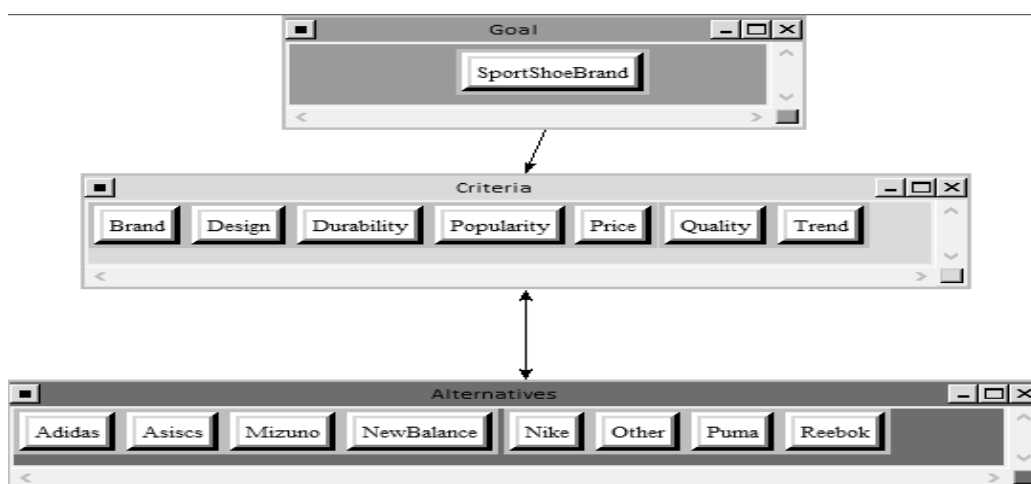 Goal
SportShoeBrand
Criteria
Brand Design Durability Popularity Price Quality Trend
Alternatives
Adidas Asiscs Mizuno NewBalance Nike Other Puma Reebok